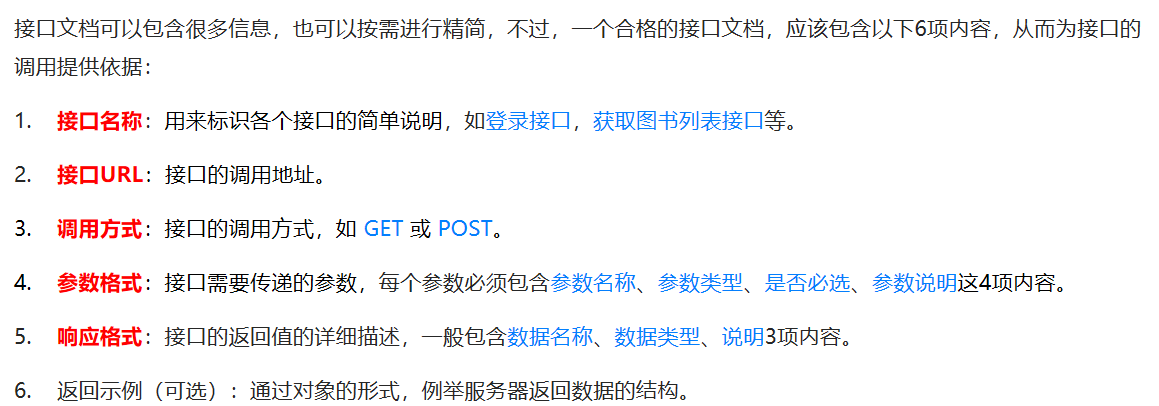 接口文档可以包含很多信息，也可以按需进行精简，不过，一个合格的接口文档，应该包含以下6项内容，从而为接口的
调用提供依据：
1. 接口名称：用来标识各个接口的简单说明，如登录接口，获取图书列表接口等。
2. 接口URL：接口的调用地址。
3. 调用方式：接口的调用方式，如 GET 或 POST。
4. 参数格式：接口需要传递的参数，每个参数必须包含参数名称、参数类型、是否必选、参数说明这4项内容。
5. 响应格式：接口的返回值的详细描述，一般包含数据名称、数据类型、说明3项内容。
6. 返回示例（可选）：通过对象的形式，例举服务器返回数据的结构。